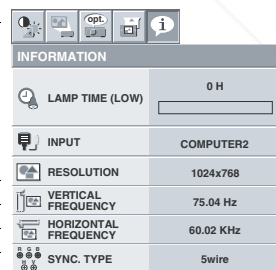 opt.
i
INFORMATION
0 H
LAMP TIME (LOW)
INPUT
COMPUTER2
RESOLUTION
1024x768
VERTICAL
FREQUENCY
75.04 Hz
HORIZONTAL
FREQUENCY
60.02 KHz
R G B
H V
SYNC. TYPE
5wire